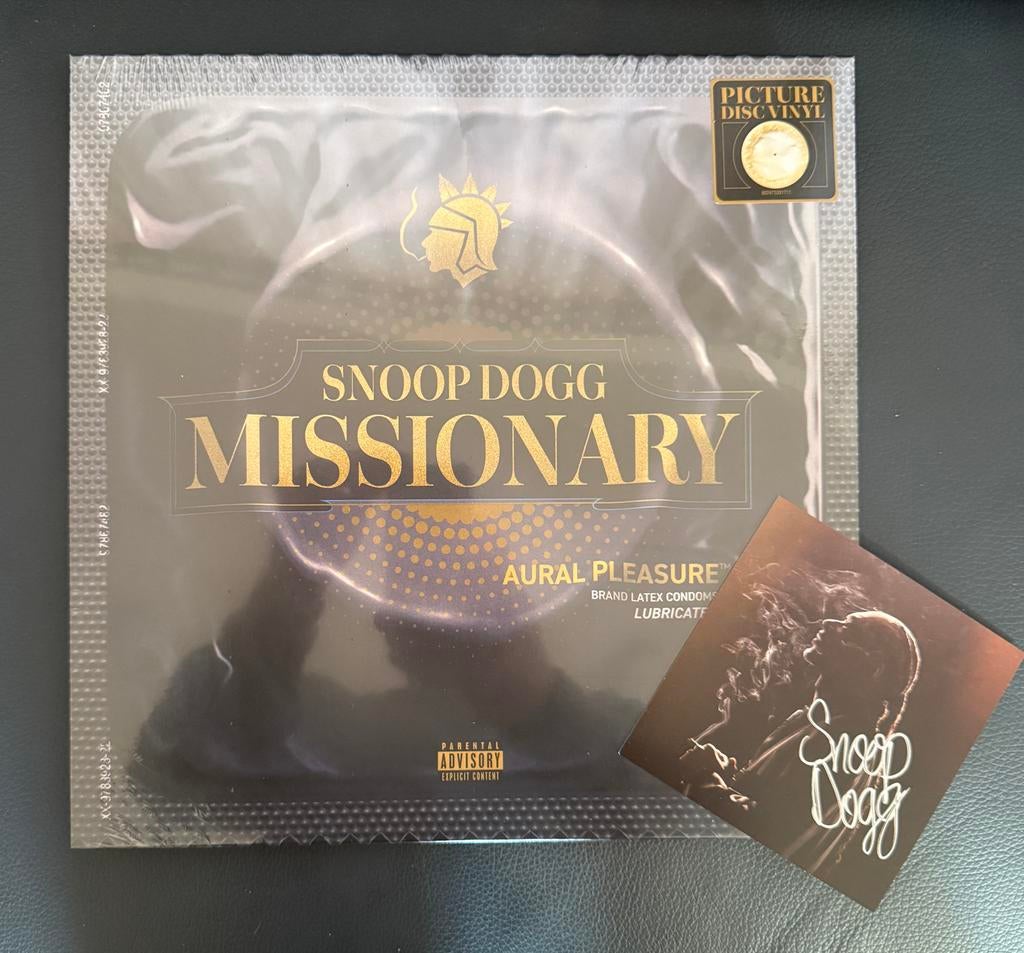 PICTURE
DISC VINYL
SNOOP DOGG
MISSIONARY
AURAL PLEASURE™
BRAND LATEX CONDOMS
LUBRICATE
PARENTAL
ADVISORY
EXPLICIT CONTENT
Snoop
Dogg